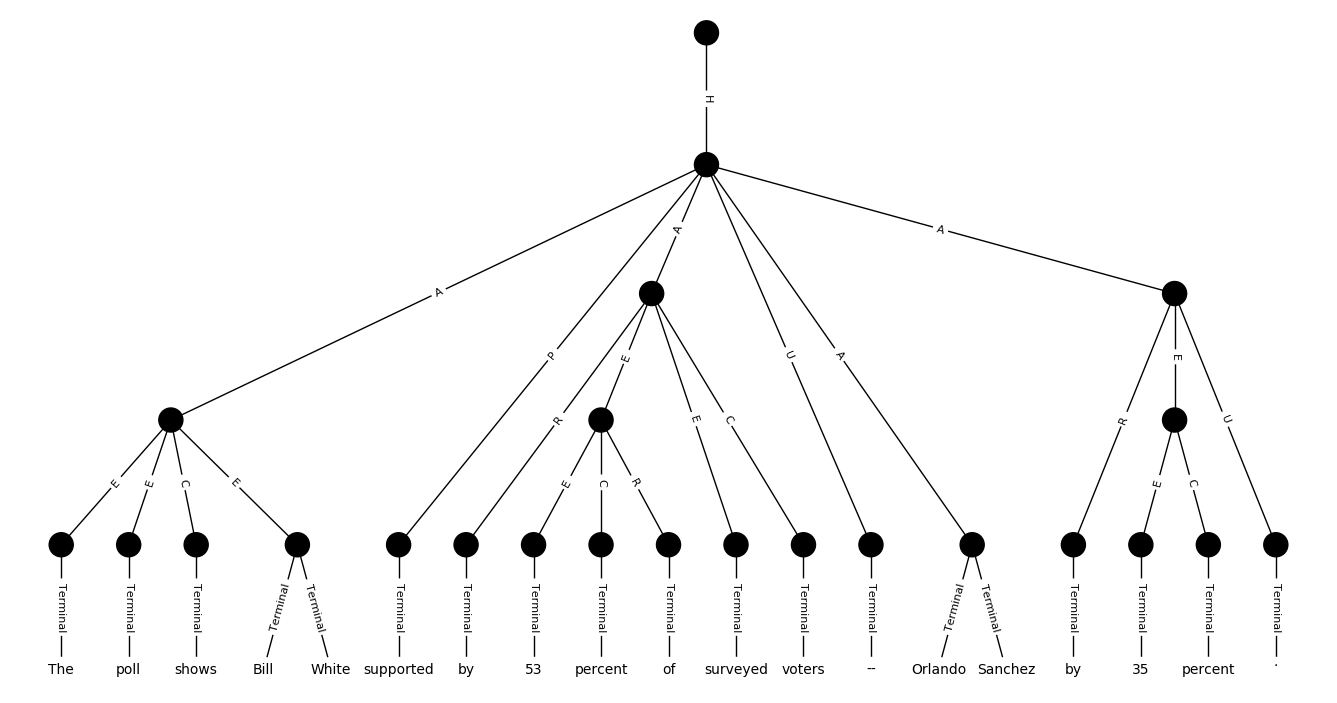 H
A
P
A
U
A
A
R
E
E
C
R
E
U
E
E
C
E
E
C
R
E
C
Terminal Terminal Terminal Terminal Terminal Terminal Terminal Terminal Terminal Terminal Terminal Terminal Terminal Terminal Terminal Terminal Terminal Terminal Terminal
The poll shows Bill White supported by 53 percent of surveyed voters -- Orlando Sanchez by 35 percent .